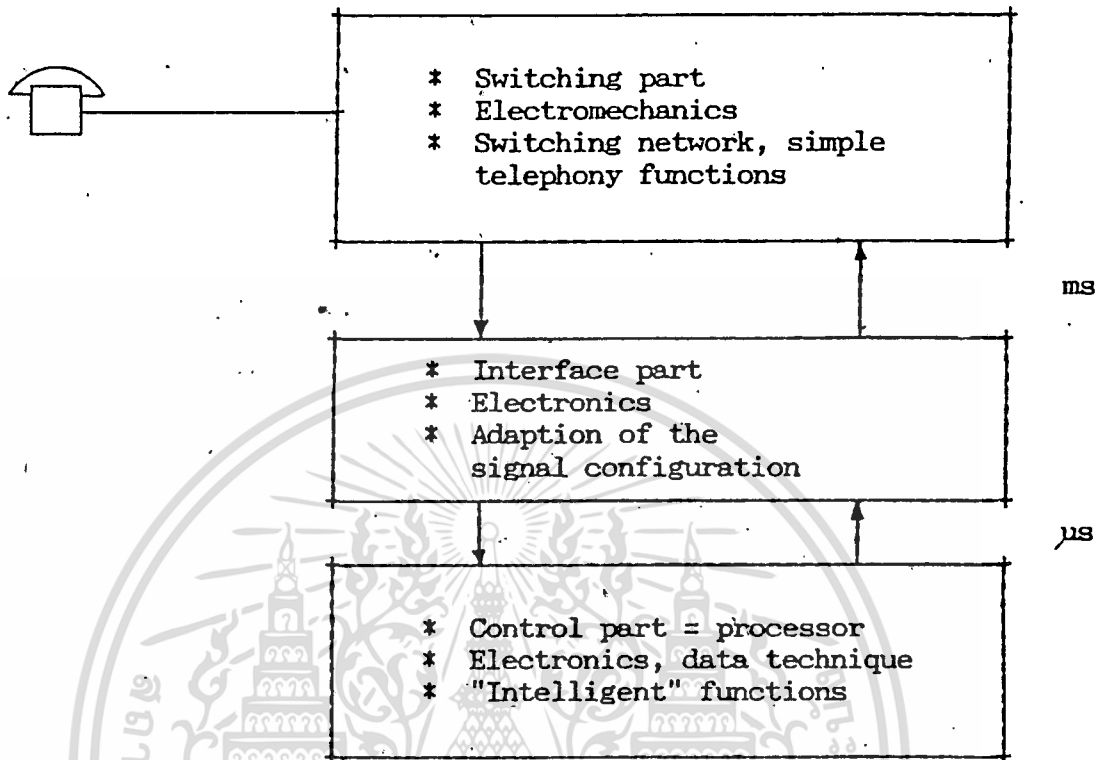 * Switching part
* Electromechanics
* Switching network, simple
telephony functions
ms
* Interface part
* Electronics
* Adaption of the
signal configuration
µs
* Control part = processor
* Electronics, data technique
* "Intelligent" functions